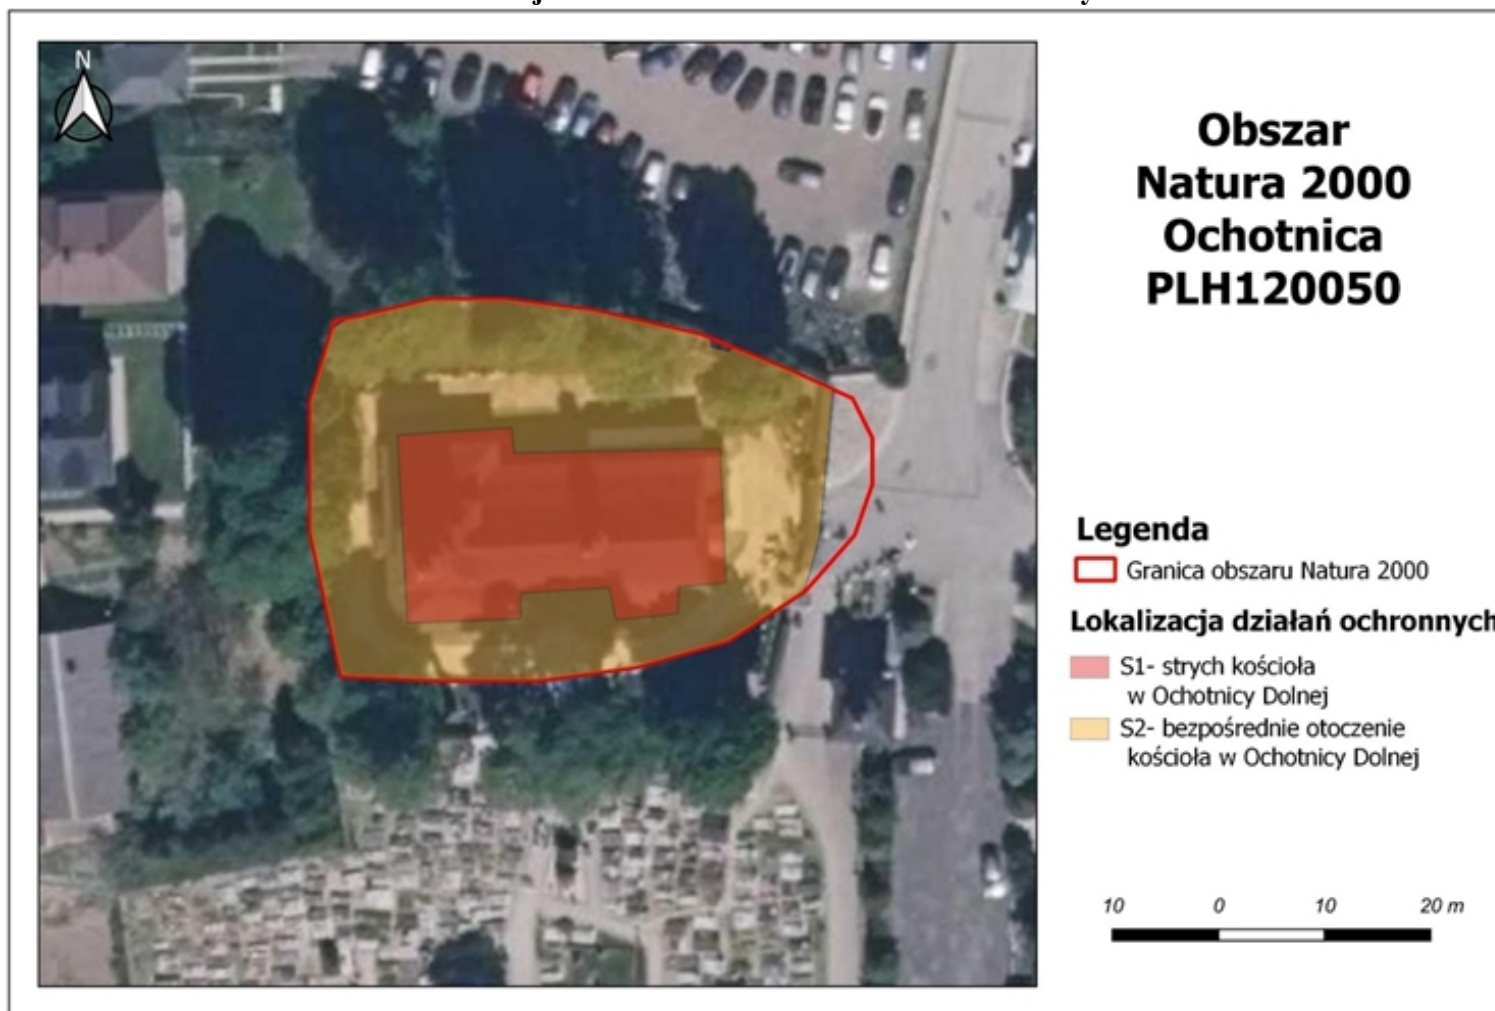 N
Obszar
Natura 2000
Ochotnica
PLH120050
Legenda
Granica obszaru Natura 2000
Lokalizacja działań ochronnych
S1- strych kościoła
w Ochotnicy Dolnej
S2- bezpośrednie otoczenie
kościoła w Ochotnicy Dolnej
10 0 10 20 m